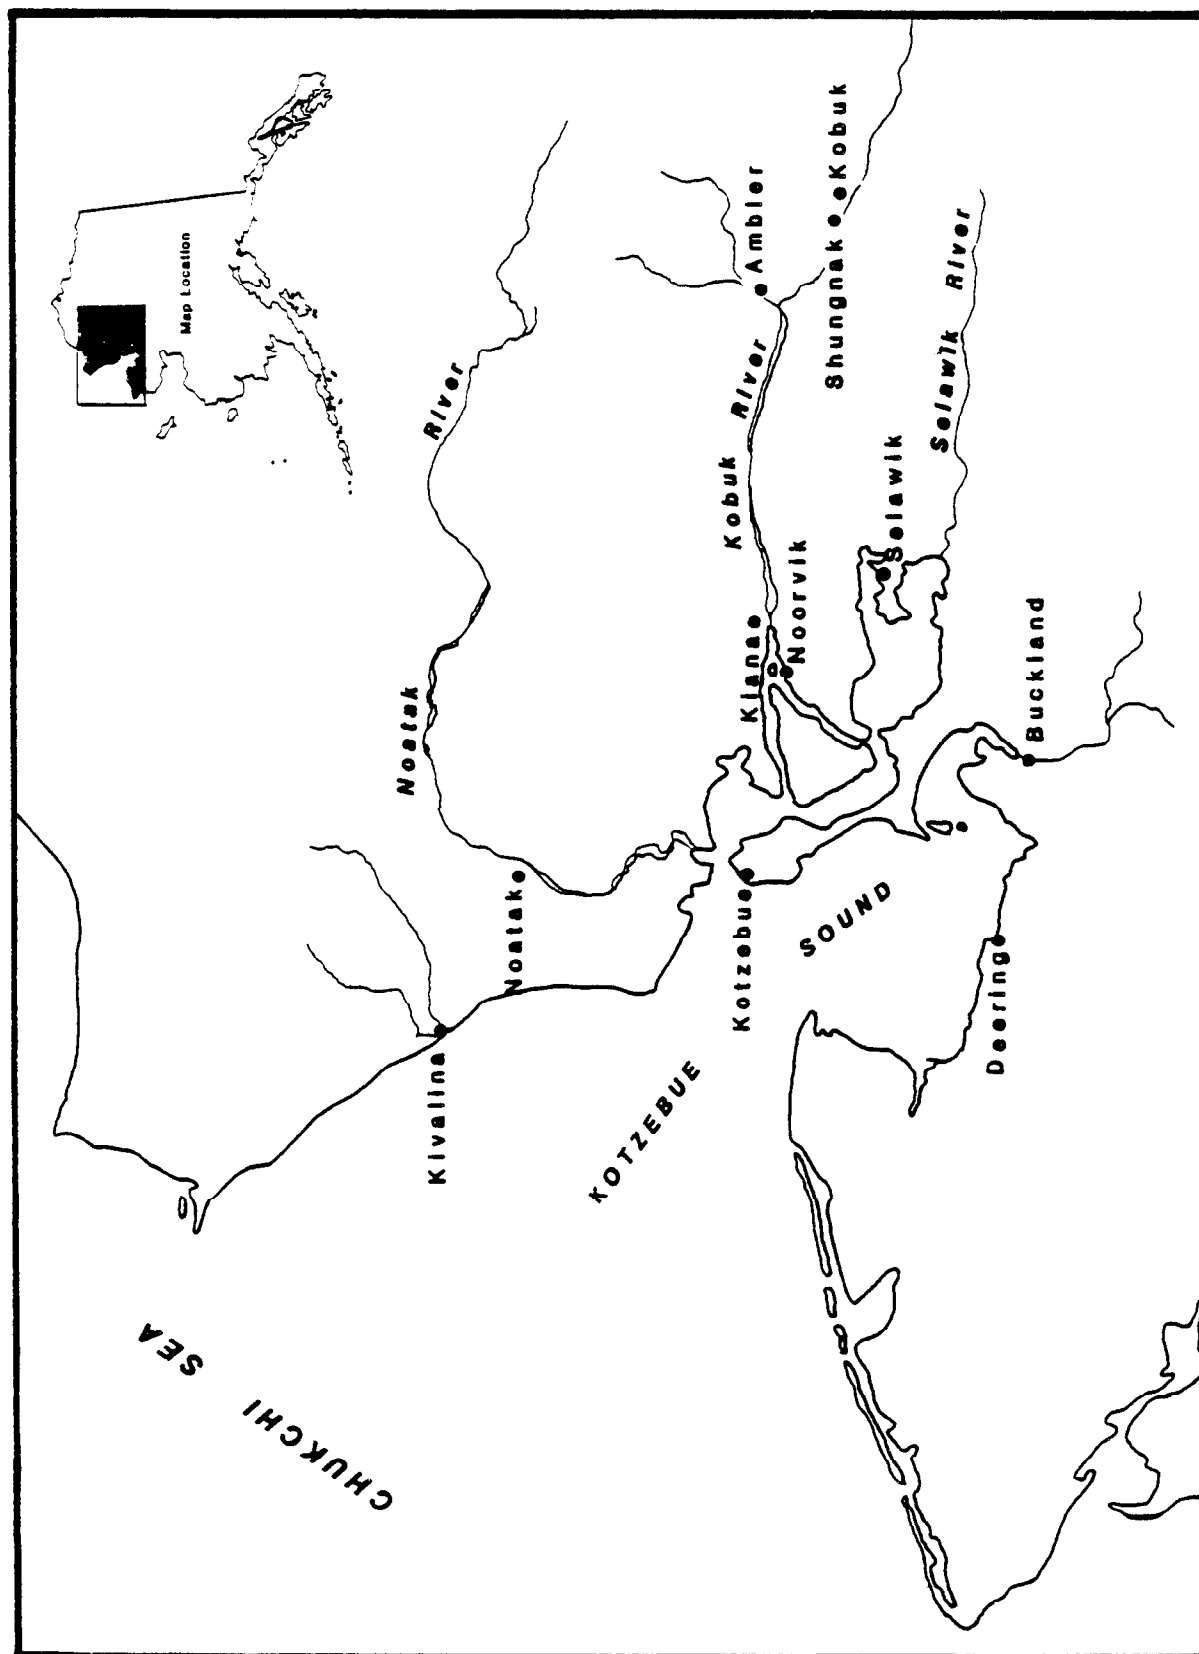 Map Location
CHUKCHI SEA
KOTZEBUE
SOUND
Noatak River
Kobuk River
Selawik River
Kivalina
Noatak
Kotzebue
Kiana
Noorvik
Ambler
Shungnak
Kobuk
Selawik
Buckland
Deering